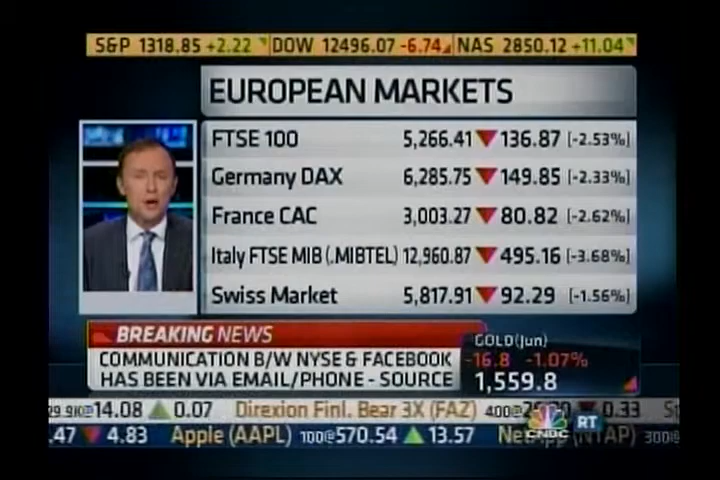 S&P 1318.85 +2.22 DOW 12496.07 -6.74 NAS 2850.12 +11.04
EUROPEAN MARKETS
FTSE 100 5,266.41 136.87 [-2.53%]
Germany DAX 6,285.75 149.85 [-2.33%]
France CAC 3,003.27 80.82 [-2.62%]
Italy FTSE MIB (.MIBTEL) 12,960.87 495.16 [-3.68%]
Swiss Market 5,817.91 92.29 [-1.56%]
BREAKING NEWS
COMMUNICATION B/W NYSE & FACEBOOK
HAS BEEN VIA EMAIL/PHONE - SOURCE
GOLD(Jun)
-16.8 -1.07%
1,559.8
@14.08 0.07 Direxion Finl. Bear 3X (FAZ) 400@ 0.33
.47 4.83 Apple (AAPL) 100@570.54 13.57 NetApp (NTAP) 300@
CNBC
RT